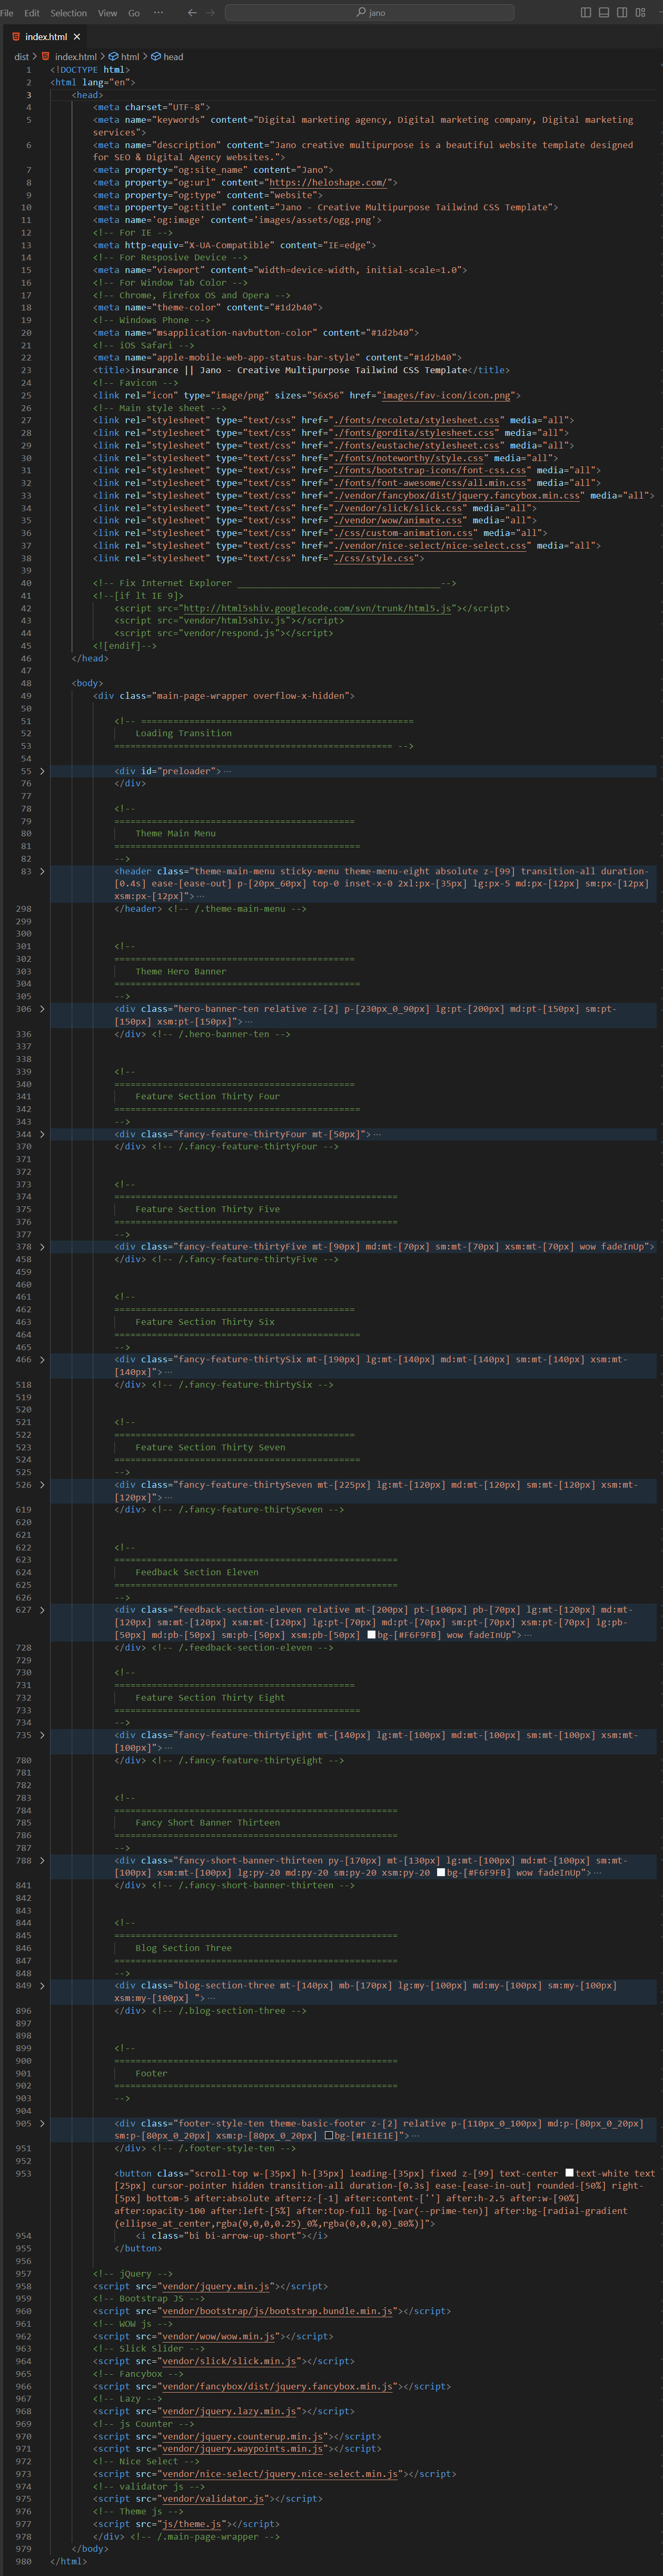 File Edit Selection View Go ··· ← → jano
index.html ×
dist > index.html > html > head
1 <!DOCTYPE html>
2 <html lang="en">
3 <head>
4 <meta charset="UTF-8">
5 <meta name="keywords" content="Digital marketing agency, Digital marketing company, Digital marketing
services">
6 <meta name="description" content="Jano creative multipurpose is a beautiful website template designed
for SEO & Digital Agency websites.">
7 <meta property="og:site_name" content="Jano">
8 <meta property="og:url" content="https://heloshape.com/">
9 <meta property="og:type" content="website">
10 <meta property="og:title" content="Jano - Creative Multipurpose Tailwind CSS Template">
11 <meta name='og:image' content='images/assets/ogg.png'>
12 <!-- For IE -->
13 <meta http-equiv="X-UA-Compatible" content="IE=edge">
14 <!-- For Resposive Device -->
15 <meta name="viewport" content="width=device-width, initial-scale=1.0">
16 <!-- For Window Tab Color -->
17 <!-- Chrome, Firefox OS and Opera -->
18 <meta name="theme-color" content="#1d2b40">
19 <!-- Windows Phone -->
20 <meta name="msapplication-navbutton-color" content="#1d2b40">
21 <!-- iOS Safari -->
22 <meta name="apple-mobile-web-app-status-bar-style" content="#1d2b40">
23 <title>insurance || Jano - Creative Multipurpose Tailwind CSS Template</title>
24 <!-- Favicon -->
25 <link rel="icon" type="image/png" sizes="56x56" href="images/fav-icon/icon.png">
26 <!-- Main style sheet -->
27 <link rel="stylesheet" type="text/css" href="./fonts/recoleta/stylesheet.css" media="all">
28 <link rel="stylesheet" type="text/css" href="./fonts/gordita/stylesheet.css" media="all">
29 <link rel="stylesheet" type="text/css" href="./fonts/eustache/stylesheet.css" media="all">
30 <link rel="stylesheet" type="text/css" href="./fonts/noteworthy/style.css" media="all">
31 <link rel="stylesheet" type="text/css" href="./fonts/bootstrap-icons/font-css.css" media="all">
32 <link rel="stylesheet" type="text/css" href="./fonts/font-awesome/css/all.min.css" media="all">
33 <link rel="stylesheet" type="text/css" href="./vendor/fancybox/dist/jquery.fancybox.min.css" media="all">
34 <link rel="stylesheet" type="text/css" href="./vendor/slick/slick.css" media="all">
35 <link rel="stylesheet" type="text/css" href="./vendor/wow/animate.css" media="all">
36 <link rel="stylesheet" type="text/css" href="./css/custom-animation.css" media="all">
37 <link rel="stylesheet" type="text/css" href="./vendor/nice-select/nice-select.css" media="all">
38 <link rel="stylesheet" type="text/css" href="./css/style.css">
39
40 <!-- Fix Internet Explorer ______________________________________-->
41 <!--[if lt IE 9]>
42 <script src="http://html5shiv.googlecode.com/svn/trunk/html5.js"></script>
43 <script src="vendor/html5shiv.js"></script>
44 <script src="vendor/respond.js"></script>
45 <![endif]-->
46 </head>
47
48 <body>
49 <div class="main-page-wrapper overflow-x-hidden">
50
51 <!-- ===================================================
52 Loading Transition
53 ==================================================== -->
54
55 <div id="preloader">···
76 </div>
77
78 <!--
79 =============================================
80 Theme Main Menu
81 ==============================================
82 -->
83 <header class="theme-main-menu sticky-menu theme-menu-eight absolute z-[99] transition-all duration-
[0.4s] ease-[ease-out] p-[20px_60px] top-0 inset-x-0 2xl:px-[35px] lg:px-5 md:px-[12px] sm:px-[12px]
xsm:px-[12px]">···
298 </header> <!-- /.theme-main-menu -->
299
300
301 <!--
302 =============================================
303 Theme Hero Banner
304 ==============================================
305 -->
306 <div class="hero-banner-ten relative z-[2] p-[230px_0_90px] lg:pt-[200px] md:pt-[150px] sm:pt-
[150px] xsm:pt-[150px]">···
336 </div> <!-- /.hero-banner-ten -->
337
338
339 <!--
340 =============================================
341 Feature Section Thirty Four
342 ==============================================
343 -->
344 <div class="fancy-feature-thirtyFour mt-[50px]">···
370 </div> <!-- /.fancy-feature-thirtyFour -->
371
372
373 <!--
374 =====================================================
375 Feature Section Thirty Five
376 =====================================================
377 -->
378 <div class="fancy-feature-thirtyFive mt-[90px] md:mt-[70px] sm:mt-[70px] xsm:mt-[70px] wow fadeInUp">
458 </div> <!-- /.fancy-feature-thirtyFive -->
459
460
461 <!--
462 =============================================
463 Feature Section Thirty Six
464 ==============================================
465 -->
466 <div class="fancy-feature-thirtySix mt-[190px] lg:mt-[140px] md:mt-[140px] sm:mt-[140px] xsm:mt-
[140px]">···
518 </div> <!-- /.fancy-feature-thirtySix -->
519
520
521 <!--
522 =============================================
523 Feature Section Thirty Seven
524 ==============================================
525 -->
526 <div class="fancy-feature-thirtySeven mt-[225px] lg:mt-[120px] md:mt-[120px] sm:mt-[120px] xsm:mt-
[120px]">···
619 </div> <!-- /.fancy-feature-thirtySeven -->
620
621
622 <!--
623 =====================================================
624 Feedback Section Eleven
625 =====================================================
626 -->
627 <div class="feedback-section-eleven relative mt-[200px] pt-[100px] pb-[70px] lg:mt-[120px] md:mt-
[120px] sm:mt-[120px] xsm:mt-[120px] lg:pt-[70px] md:pt-[70px] sm:pt-[70px] xsm:pt-[70px] lg:pb-
[50px] md:pb-[50px] sm:pb-[50px] xsm:pb-[50px] bg-[#F6F9FB] wow fadeInUp">···
728 </div> <!-- /.feedback-section-eleven -->
729
730 <!--
731 =============================================
732 Feature Section Thirty Eight
733 ==============================================
734 -->
735 <div class="fancy-feature-thirtyEight mt-[140px] lg:mt-[100px] md:mt-[100px] sm:mt-[100px] xsm:mt-
[100px]">···
780 </div> <!-- /.fancy-feature-thirtyEight -->
781
782
783 <!--
784 =====================================================
785 Fancy Short Banner Thirteen
786 =====================================================
787 -->
788 <div class="fancy-short-banner-thirteen py-[170px] mt-[130px] lg:mt-[100px] md:mt-[100px] sm:mt-
[100px] xsm:mt-[100px] lg:py-20 md:py-20 sm:py-20 xsm:py-20 bg-[#F6F9FB] wow fadeInUp">···
841 </div> <!-- /.fancy-short-banner-thirteen -->
842
843
844 <!--
845 =====================================================
846 Blog Section Three
847 =====================================================
848 -->
849 <div class="blog-section-three mt-[140px] mb-[170px] lg:my-[100px] md:my-[100px] sm:my-[100px]
xsm:my-[100px] ">···
896 </div> <!-- /.blog-section-three -->
897
898
899 <!--
900 =====================================================
901 Footer
902 =====================================================
903 -->
904
905 <div class="footer-style-ten theme-basic-footer z-[2] relative p-[110px_0_100px] md:p-[80px_0_20px]
sm:p-[80px_0_20px] xsm:p-[80px_0_20px] bg-[#1E1E1E]">···
951 </div> <!-- /.footer-style-ten -->
952
953 <button class="scroll-top w-[35px] h-[35px] leading-[35px] fixed z-[99] text-center text-white text
[25px] cursor-pointer hidden transition-all duration-[0.3s] ease-[ease-in-out] rounded-[50%] right-
[5px] bottom-5 after:absolute after:z-[-1] after:content-[''] after:h-2.5 after:w-[90%]
after:opacity-100 after:left-[5%] after:top-full bg-[var(--prime-ten)] after:bg-[radial-gradient
(ellipse_at_center,rgba(0,0,0,0.25)_0%,rgba(0,0,0,0)_80%)]">
954 <i class="bi bi-arrow-up-short"></i>
955 </button>
956
957 <!-- jQuery -->
958 <script src="vendor/jquery.min.js"></script>
959 <!-- Bootstrap JS -->
960 <script src="vendor/bootstrap/js/bootstrap.bundle.min.js"></script>
961 <!-- WOW js -->
962 <script src="vendor/wow/wow.min.js"></script>
963 <!-- Slick Slider -->
964 <script src="vendor/slick/slick.min.js"></script>
965 <!-- Fancybox -->
966 <script src="vendor/fancybox/dist/jquery.fancybox.min.js"></script>
967 <!-- Lazy -->
968 <script src="vendor/jquery.lazy.min.js"></script>
969 <!-- js Counter -->
970 <script src="vendor/jquery.counterup.min.js"></script>
971 <script src="vendor/jquery.waypoints.min.js"></script>
972 <!-- Nice Select -->
973 <script src="vendor/nice-select/jquery.nice-select.min.js"></script>
974 <!-- validator js -->
975 <script src="vendor/validator.js"></script>
976 <!-- Theme js -->
977 <script src="js/theme.js"></script>
978 </div> <!-- /.main-page-wrapper -->
979 </body>
980 </html>